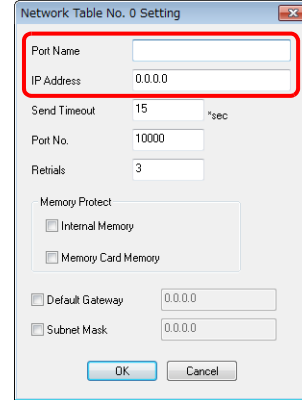 Network Table No. 0 Setting
Port Name
IP Address 0.0.0.0
Send Timeout 15 *sec
Port No. 10000
Retrials 3
Memory Protect
Internal Memory
Memory Card Memory
Default Gateway 0.0.0.0
Subnet Mask 0.0.0.0
OK Cancel